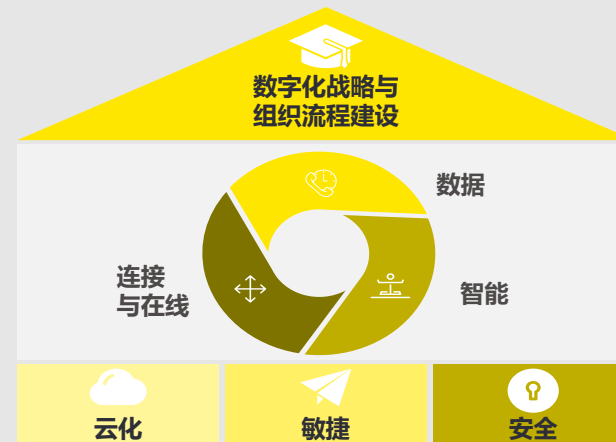 数字化战略与
组织流程建设
数据
连接
与在线
智能
云化
敏捷
安全